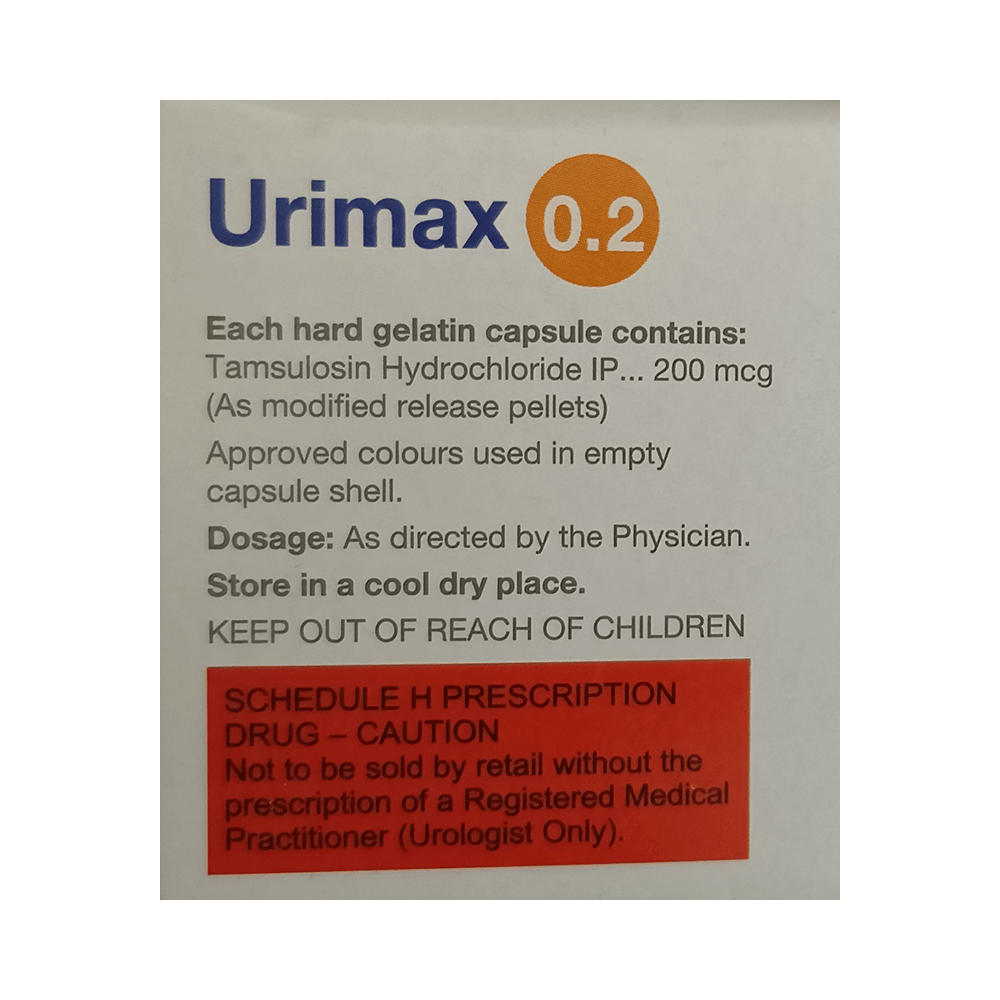 Urimax 0.2
Each hard gelatin capsule contains:
Tamsulosin Hydrochloride IP... 200 mcg
(As modified release pellets)
Approved colours used in empty
capsule shell.
Dosage: As directed by the Physician.
Store in a cool dry place.
KEEP OUT OF REACH OF CHILDREN
SCHEDULE H PRESCRIPTION
DRUG – CAUTION
Not to be sold by retail without the
prescription of a Registered Medical
Practitioner (Urologist Only).